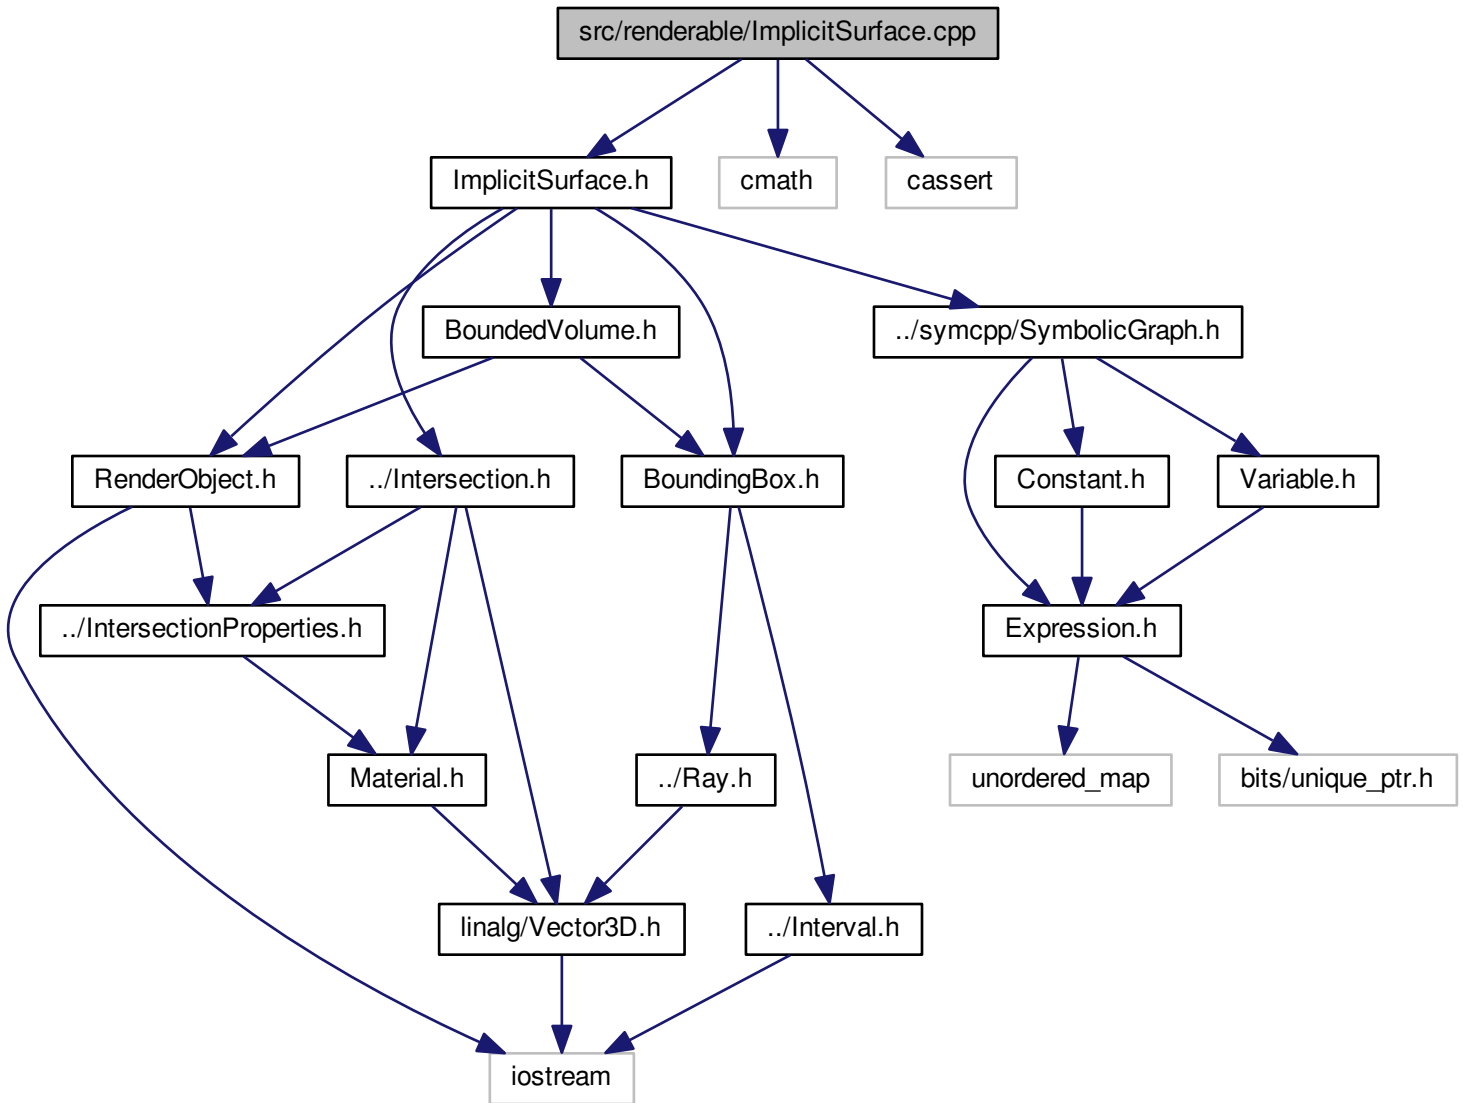 src/renderable/ImplicitSurface.cpp
ImplicitSurface.h
cmath
cassert
BoundedVolume.h
../symcpp/SymbolicGraph.h
RenderObject.h
../Intersection.h
BoundingBox.h
Constant.h
Variable.h
../IntersectionProperties.h
Expression.h
Material.h
../Ray.h
unordered_map
bits/unique_ptr.h
linalg/Vector3D.h
../Interval.h
iostream